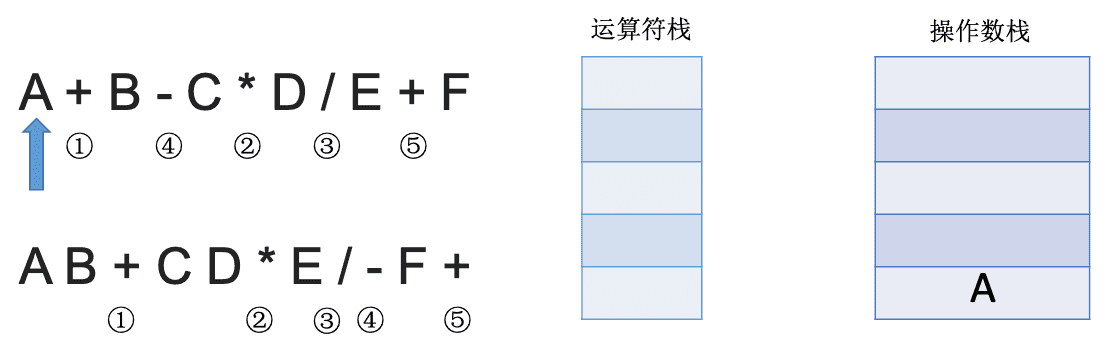 运算符栈
操作数栈
A + B - C * D / E + F
① ④ ② ③ ⑤
A B + C D * E / - F +
① ② ③ ④ ⑤
A